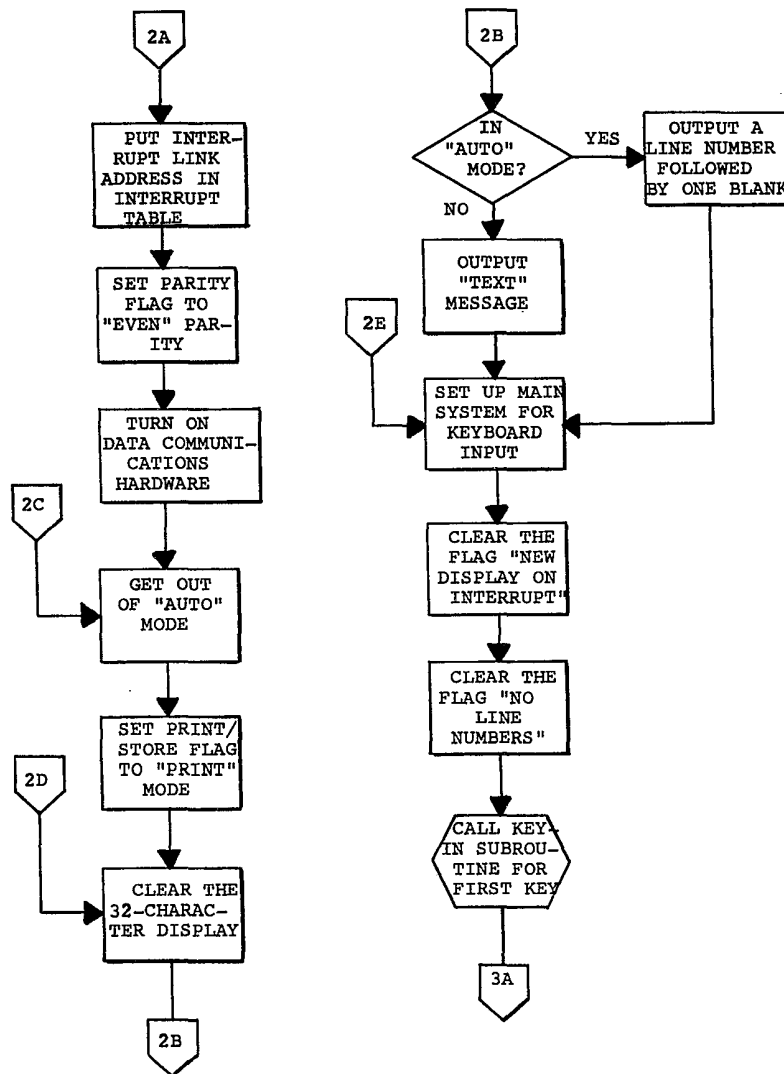 2A
PUT INTER-
RUPT LINK
ADDRESS IN
INTERRUPT
TABLE
SET PARITY
FLAG TO
"EVEN" PAR-
ITY
TURN ON
DATA COMMUNI-
CATIONS
HARDWARE
2C
GET OUT
OF "AUTO"
MODE
SET PRINT/
STORE FLAG
TO "PRINT"
MODE
2D
CLEAR THE
32-CHARAC-
TER DISPLAY
2B
2B
IN
"AUTO"
MODE?
YES
OUTPUT A
LINE NUMBER
FOLLOWED
BY ONE BLANK
NO
OUTPUT
"TEXT"
MESSAGE
2E
SET UP MAIN
SYSTEM FOR
KEYBOARD
INPUT
CLEAR THE
FLAG "NEW
DISPLAY ON
INTERRUPT"
CLEAR THE
FLAG "NO
LINE
NUMBERS"
CALL KEY-
IN SUBROU-
TINE FOR
FIRST KEY
3A